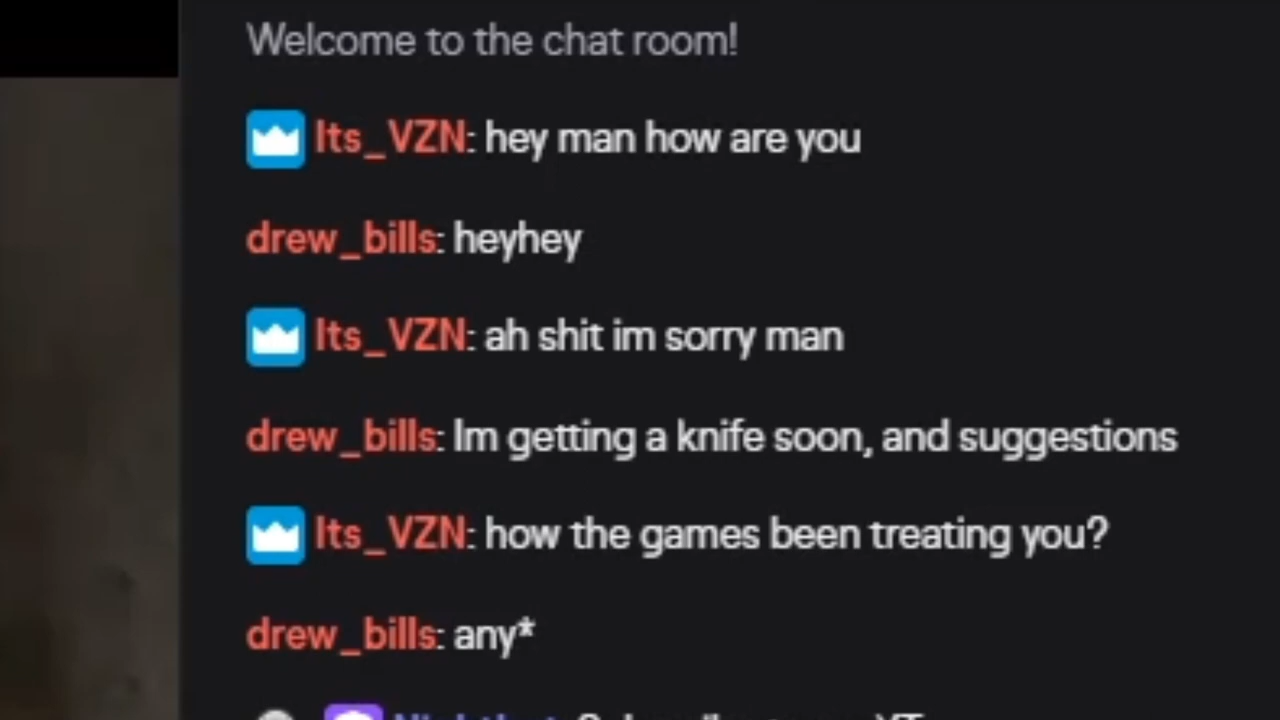 Welcome to the chat room!
Its_VZN: hey man how are you
drew_bills: heyhey
Its_VZN: ah shit im sorry man
drew_bills: Im getting a knife soon, and suggestions
Its_VZN: how the games been treating you?
drew_bills: any*